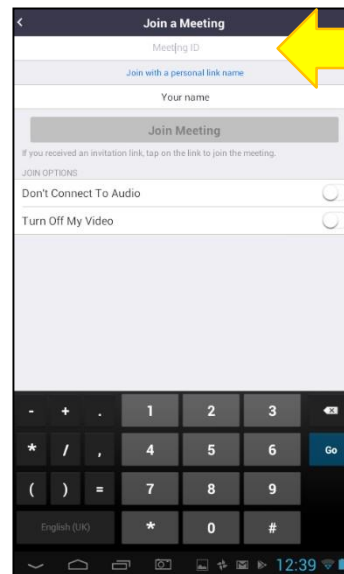 Join a Meeting
Meeting ID
Join with a personal link name
Your name
Join Meeting
If you received an invitation link, tap on the link to join the meeting.
JOIN OPTIONS
Don't Connect To Audio
Turn Off My Video
- + . 1 2 3
* / , 4 5 6 Go
( ) = 7 8 9
English (UK) * 0 #
12:39